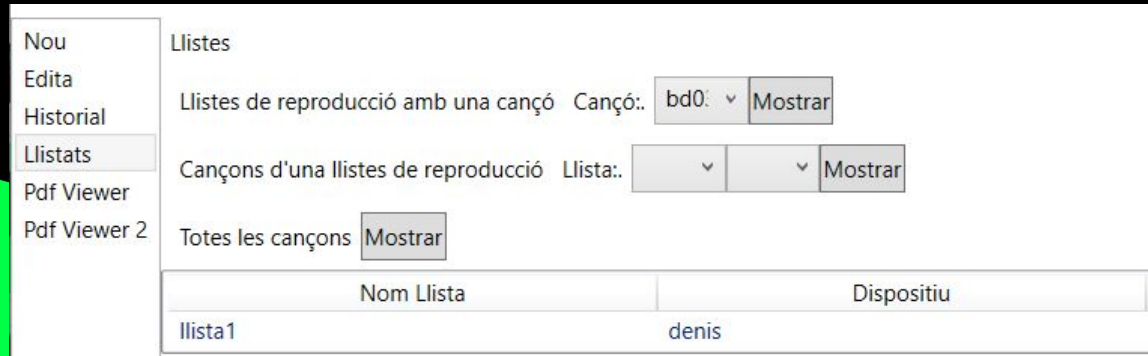 Nou
Edita
Historial
Llistats
Pdf Viewer
Pdf Viewer 2
Llistes
Llistes de reproducció amb una cançó Cançó:. bd0 Mostrar
Cançons d'una llistes de reproducció Llista:. Mostrar
Totes les cançons Mostrar
Nom Llista Dispositiu
llista1 denis